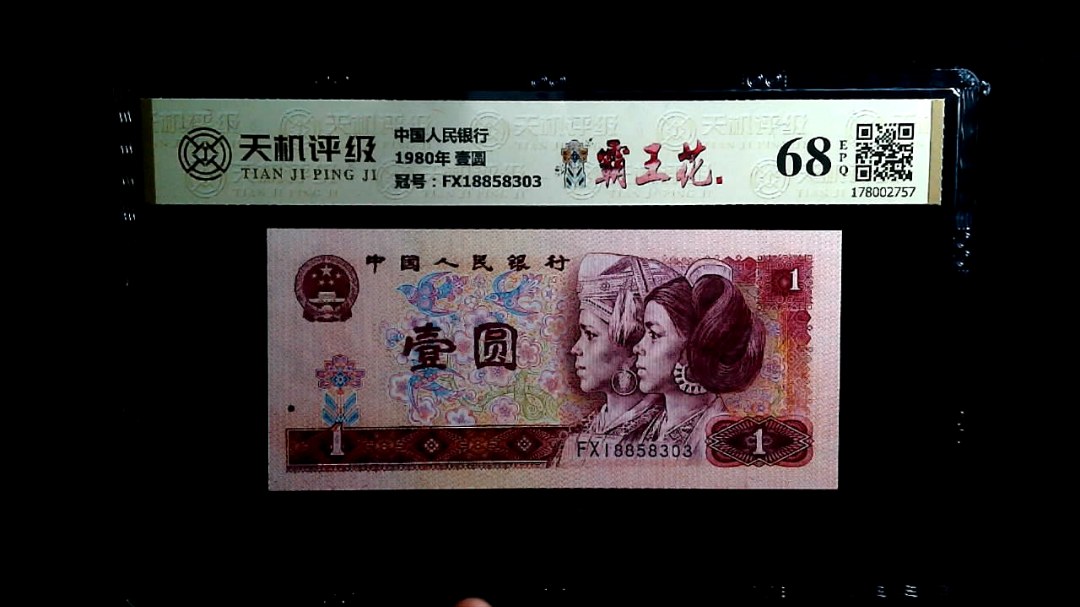 天机评级
TIAN JI PING JI
中国人民银行
1980年 壹圆
冠号：FX18858303
霸王花
68
EPQ
178002757
中国人民银行
1
壹圆
1
FX18858303
1